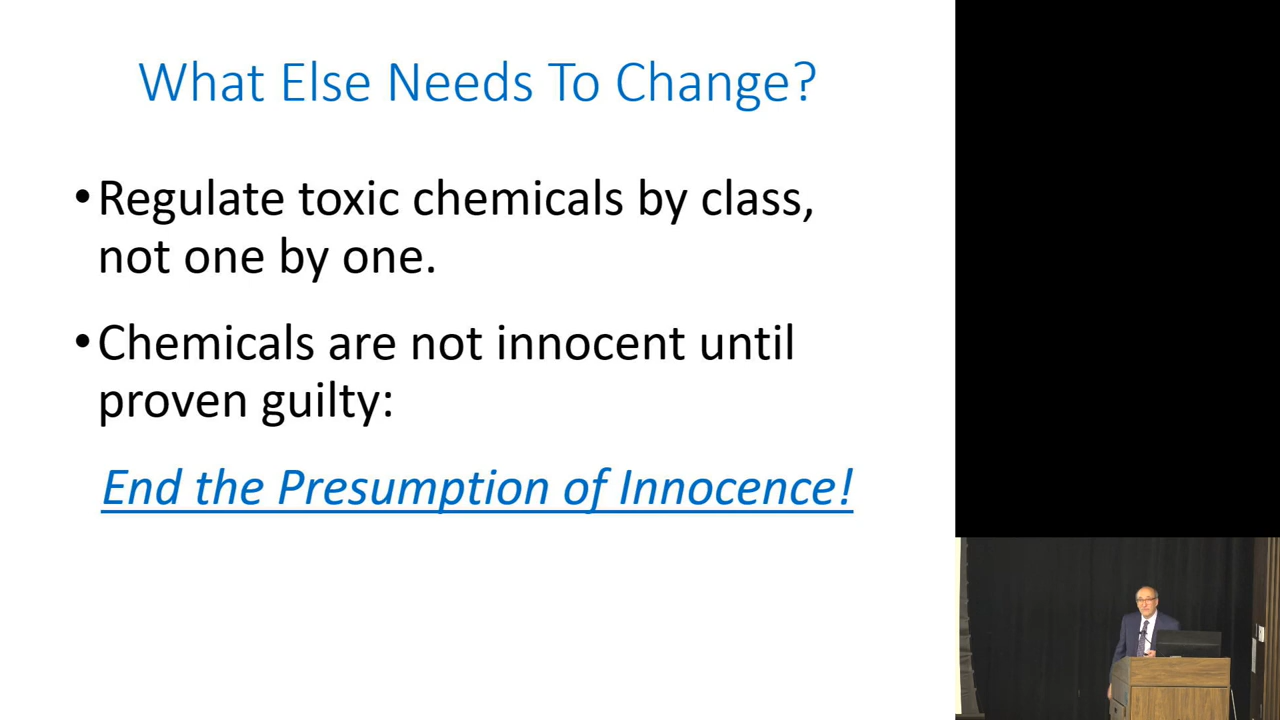 What Else Needs To Change?
•Regulate toxic chemicals by class,
not one by one.
•Chemicals are not innocent until
proven guilty:
End the Presumption of Innocence!